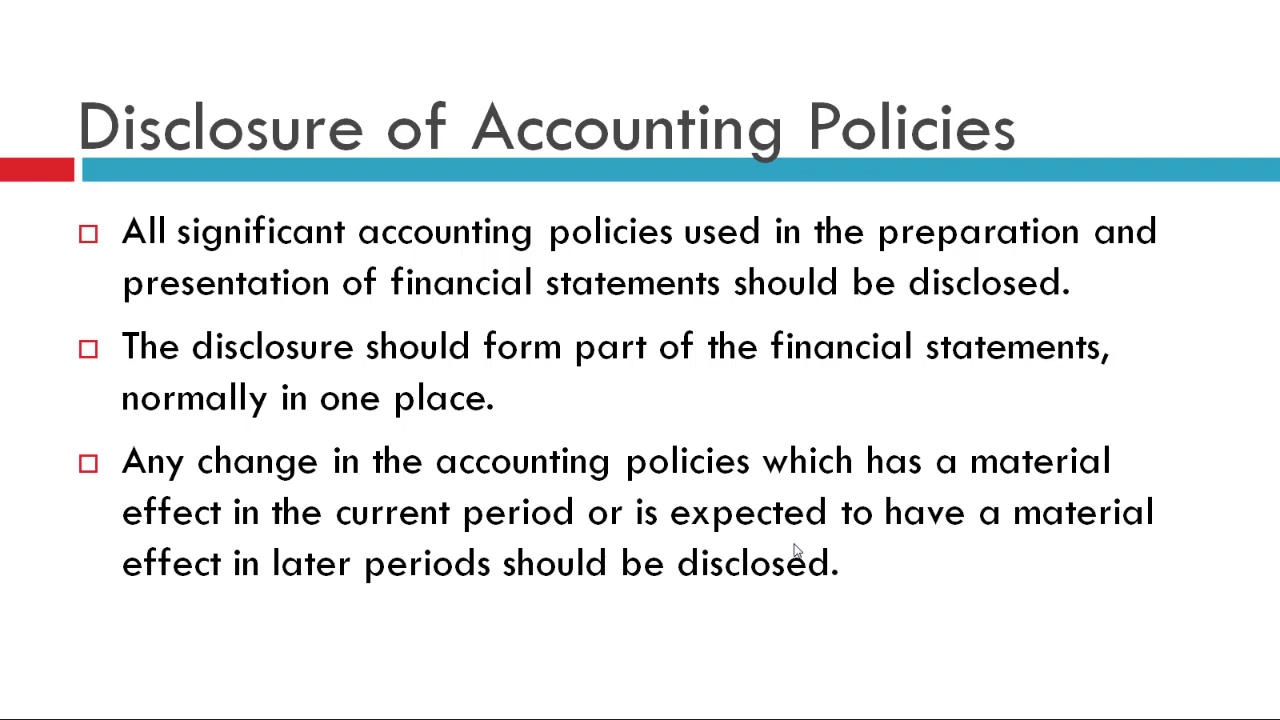 Disclosure of Accounting Policies
All significant accounting policies used in the preparation and
presentation of financial statements should be disclosed.
The disclosure should form part of the financial statements,
normally in one place.
Any change in the accounting policies which has a material
effect in the current period or is expected to have a material
effect in later periods should be disclosed.